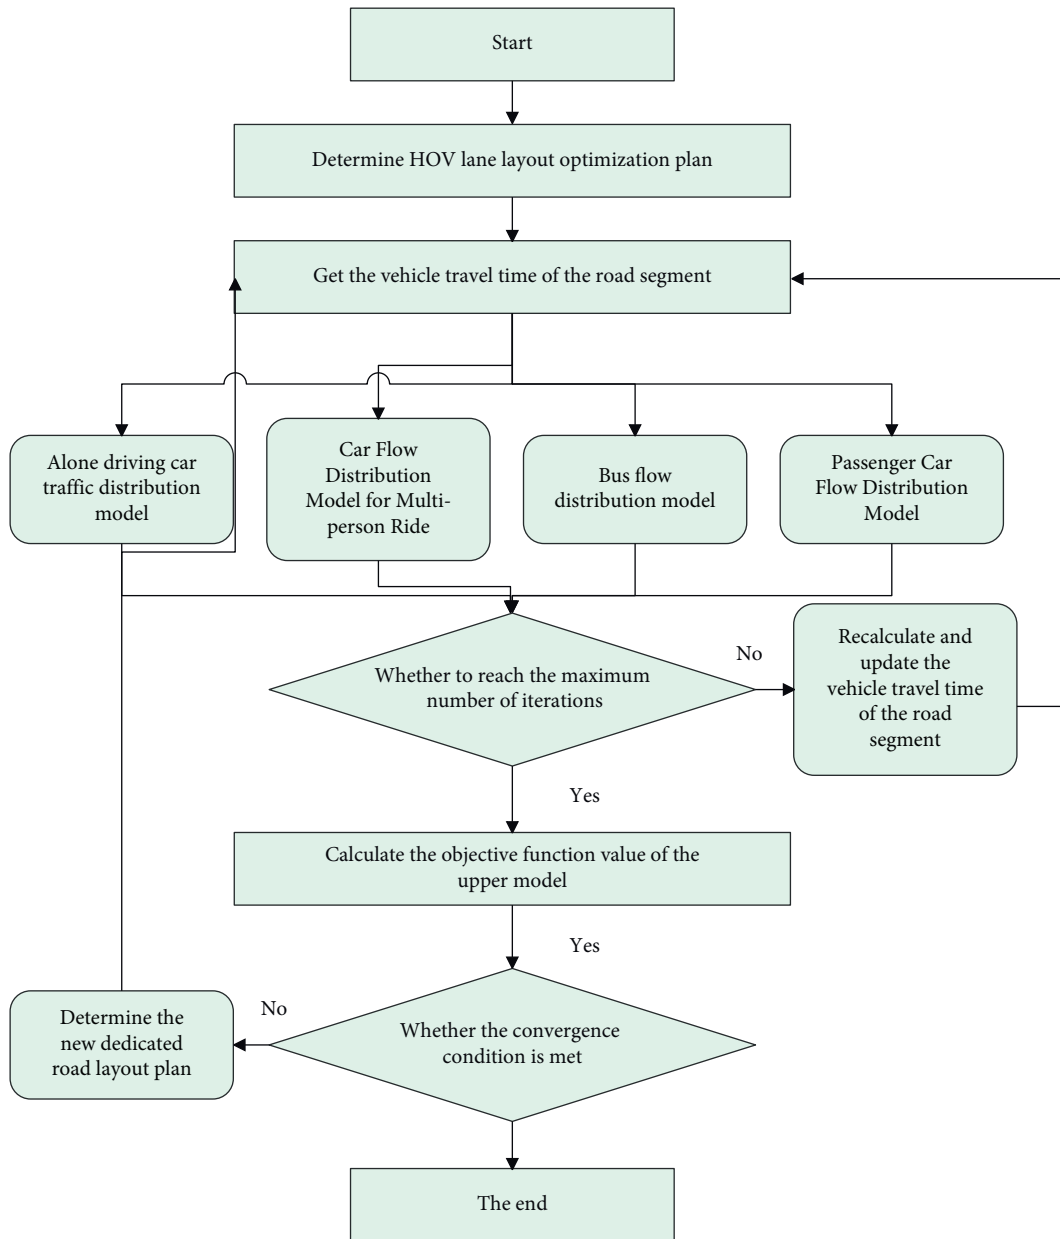 Start
Determine HOV lane layout optimization plan
Get the vehicle travel time of the road segment
Alone driving car
traffic distribution
model
Car Flow
Distribution
Model for Multi-
person Ride
Bus flow
distribution model
Passenger Car
Flow Distribution
Model
Whether to reach the maximum
number of iterations
No
Recalculate and
update the
vehicle travel time
of the road
segment
Yes
Calculate the objective function value of the
upper model
Yes
Determine the
new dedicated
road layout plan
No
Whether the convergence
condition is met
The end